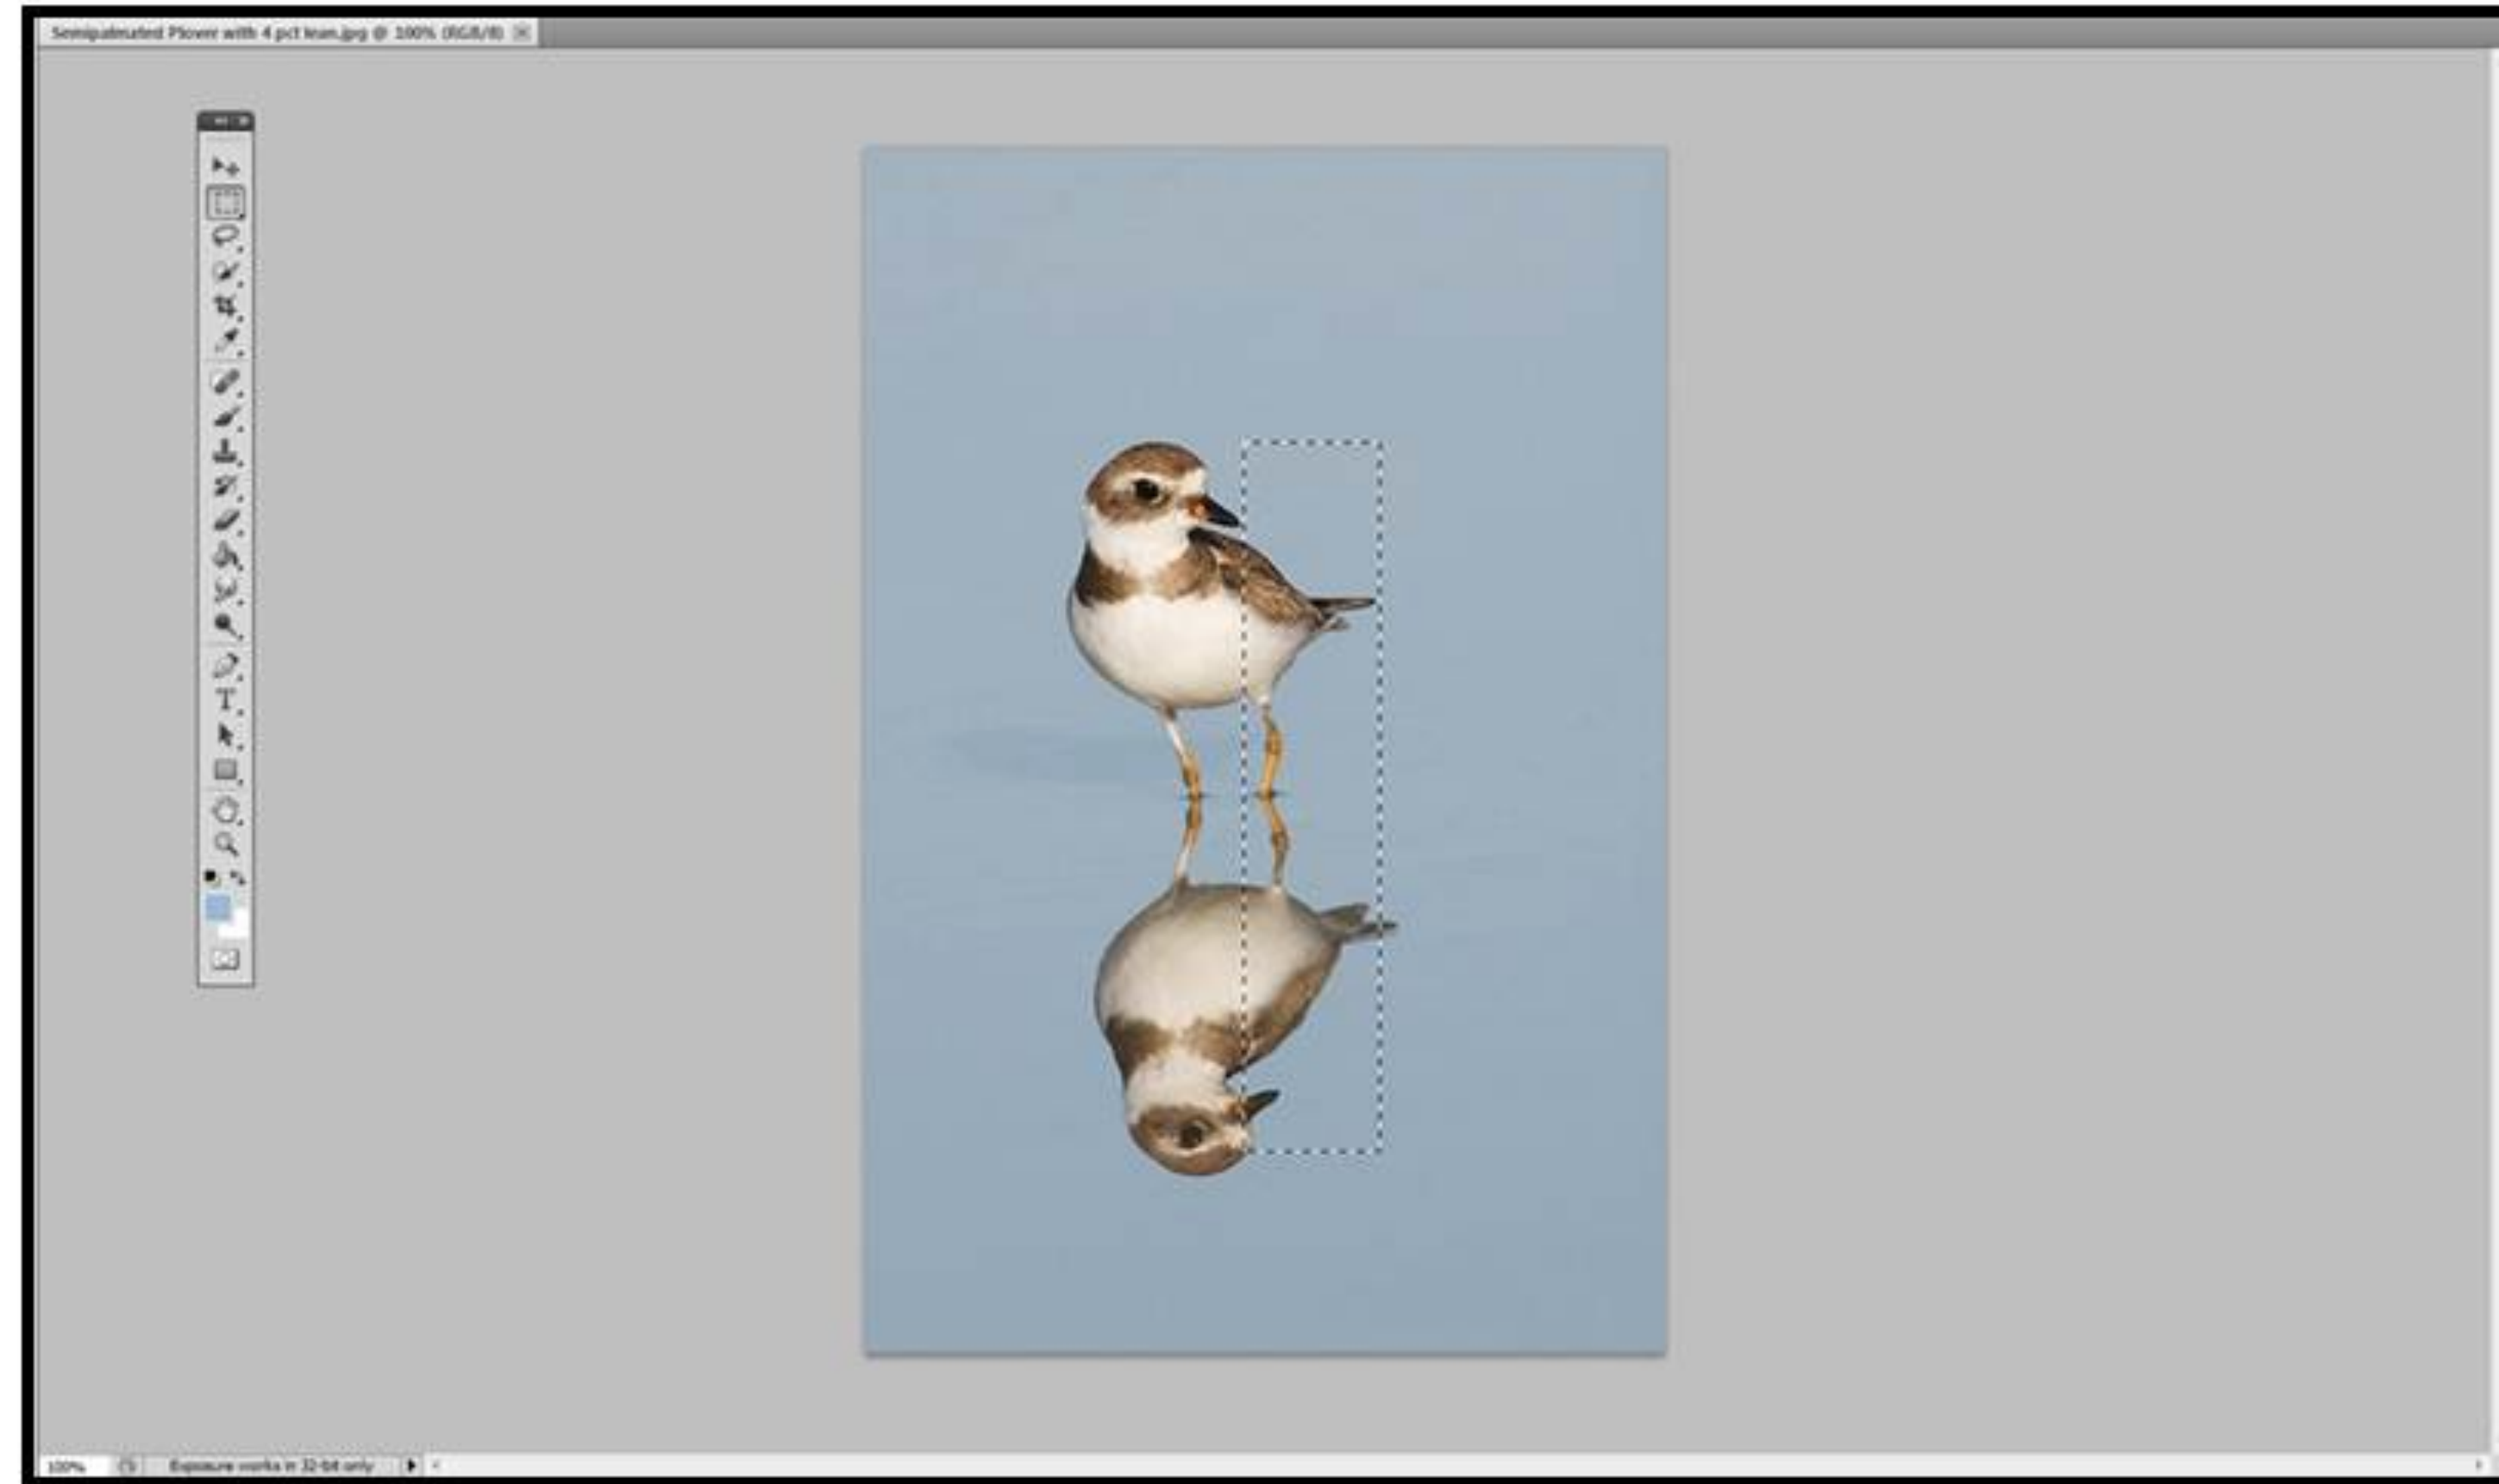 Semipalmated Plover with 4 pct lean.jpg @ 100% (RGB/8)
T
100%
Exposure works in 32-bit only